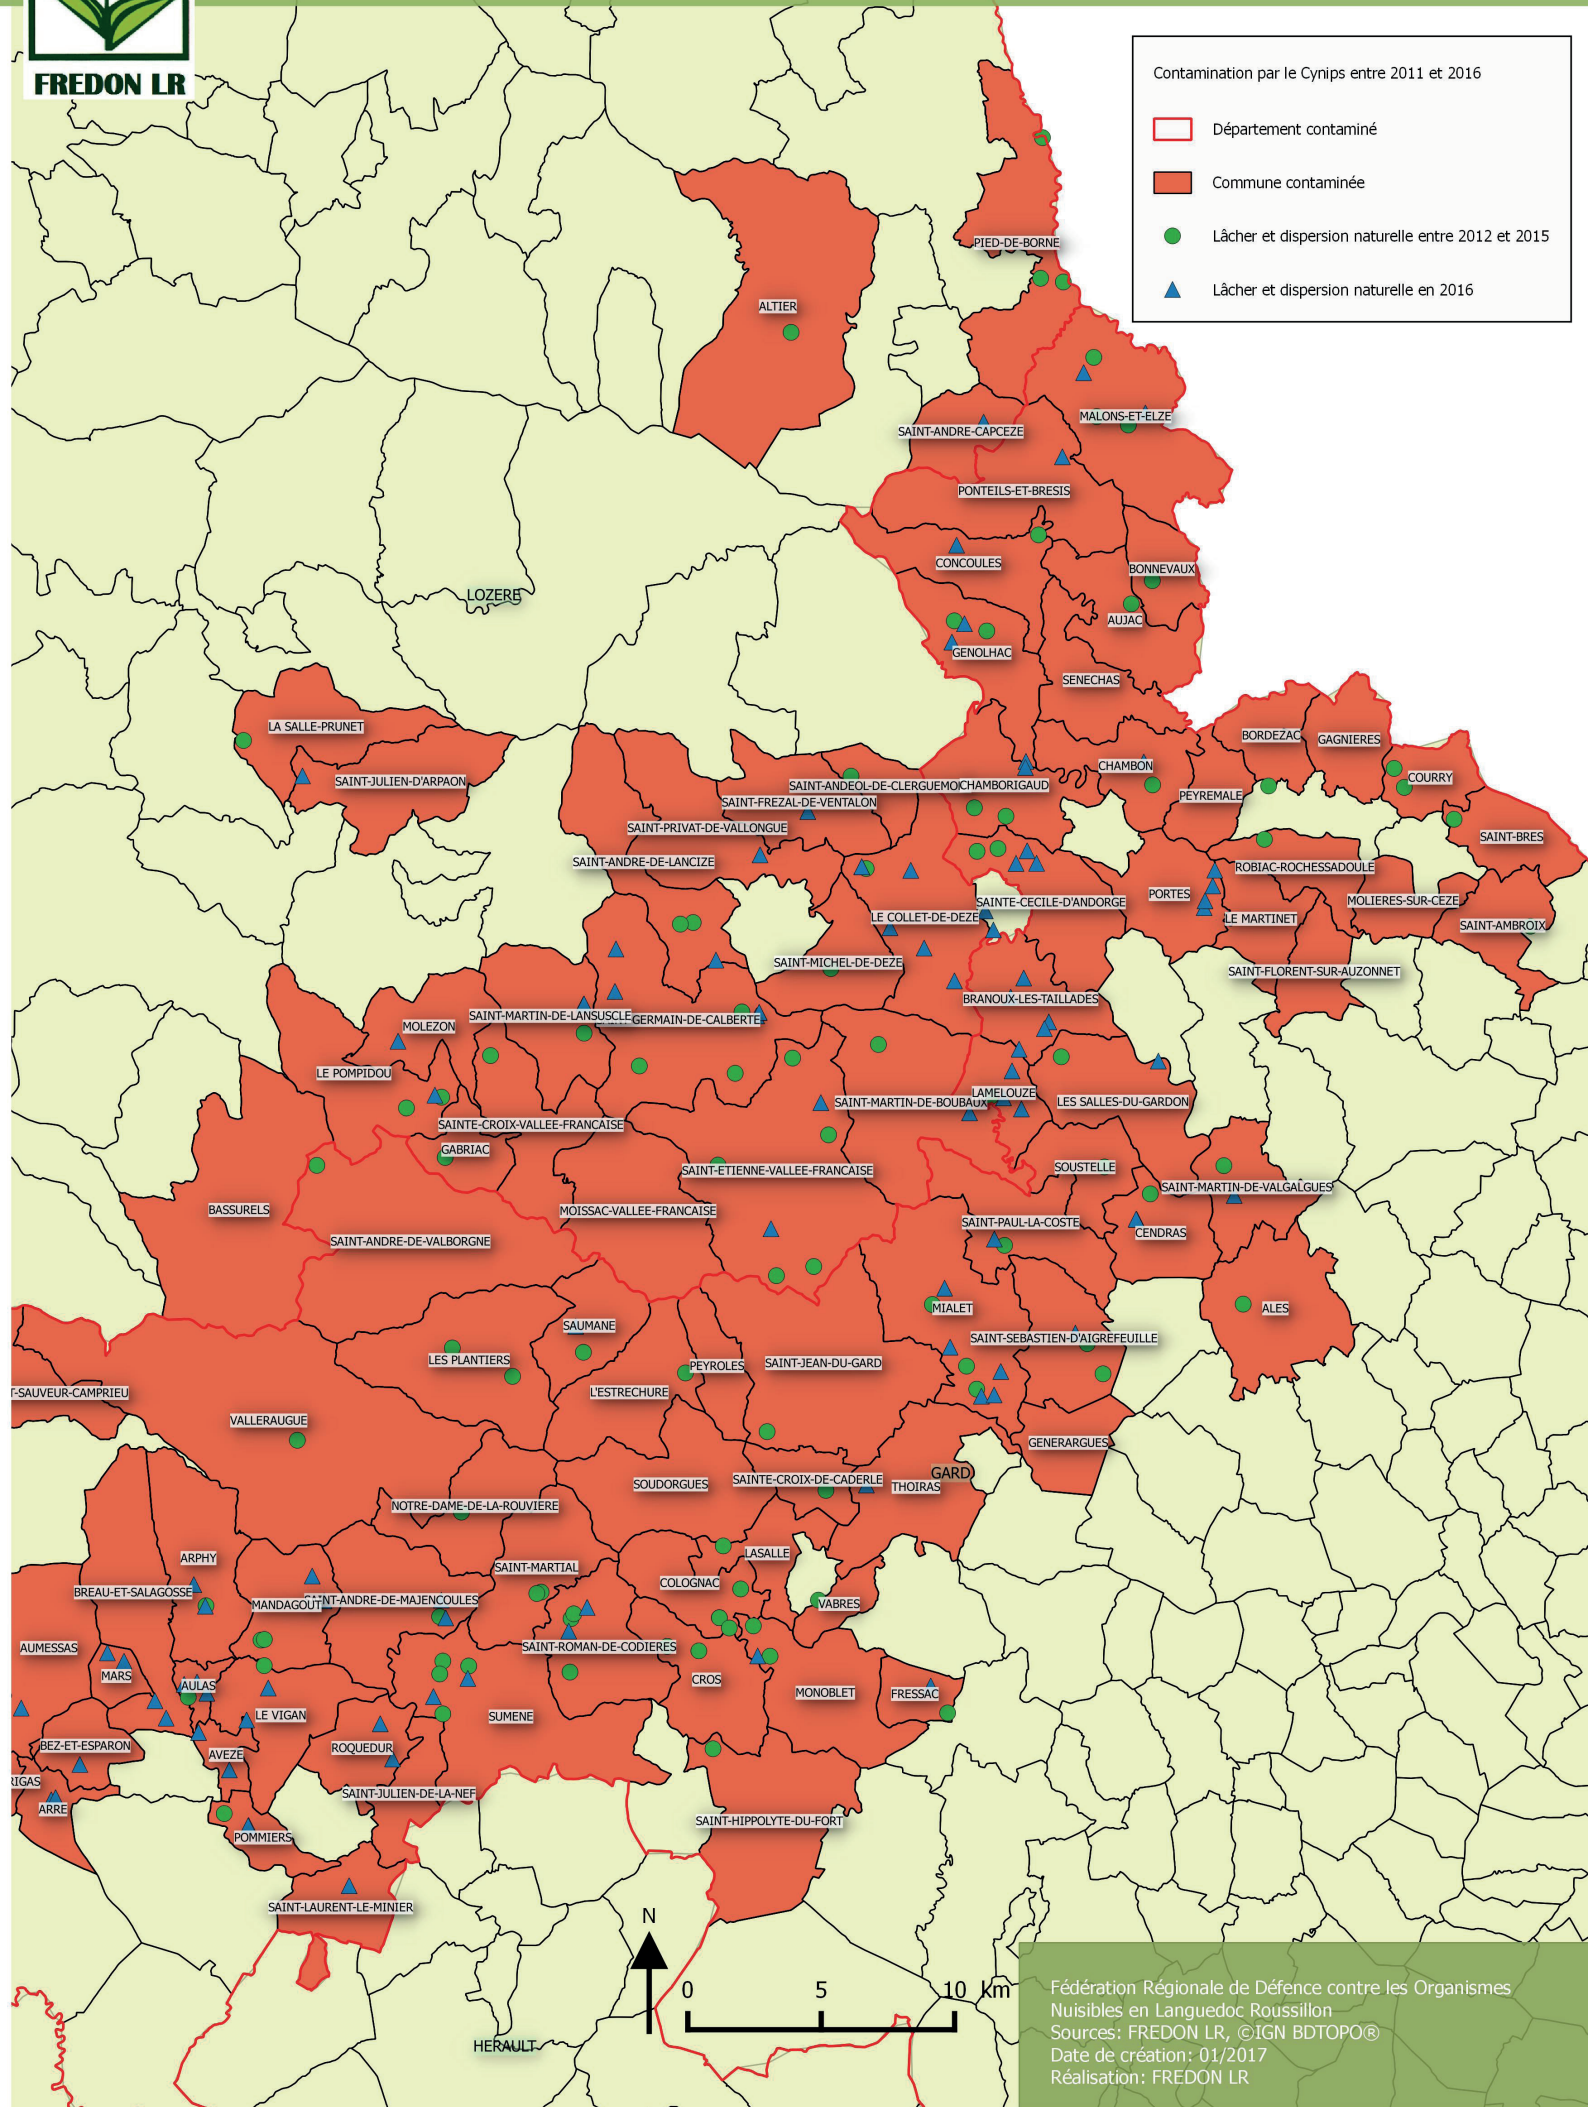 FREDON LR
Contamination par le Cynips entre 2011 et 2016
Département contaminé
Commune contaminée
Lâcher et dispersion naturelle entre 2012 et 2015
Lâcher et dispersion naturelle en 2016
PIED-DE-BORNE
ALTIER
MALONS-ET-ELZE
SAINT-ANDRE-CAPCEZE
PONTEILS-ET-BRESIS
CONCOULES
BONNEVAUX
LOZERE
AUJAC
GENOLHAC
SENECHAS
LA SALLE-PRUNET
BORDEZAC
GAGNIERES
CHAMBON
SAINT-JULIEN-D'ARPAON
COURRY
SAINT-ANDEOL-DE-CLERGUEMO
CHAMBORIGAUD
PEYREMALE
SAINT-FREZAL-DE-VENTALON
SAINT-PRIVAT-DE-VALLONGUE
SAINT-BRES
SAINT-ANDRE-DE-LANCIZE
ROBIAC-ROCHESSADOULE
PORTES
SAINTE-CECILE-D'ANDORGE
MOLIERES-SUR-CEZE
LE COLLET-DE-DEZE
LE MARTINET
SAINT-AMBROIX
SAINT-MICHEL-DE-DEZE
SAINT-FLORENT-SUR-AUZONNET
BRANOUX-LES-TAILLADES
SAINT-MARTIN-DE-LANSUSCLE
GERMAIN-DE-CALBERTE
MOLEZON
LE POMPIDOU
LAMELOUZE
SAINT-MARTIN-DE-BOUBAUX
LES SALLES-DU-GARDON
SAINTE-CROIX-VALLEE-FRANCAISE
GABRIAC
SOUSTELLE
SAINT-ETIENNE-VALLEE-FRANCAISE
SAINT-MARTIN-DE-VALGALGUES
BASSURELS
MOISSAC-VALLEE-FRANCAISE
SAINT-PAUL-LA-COSTE
CENDRAS
SAINT-ANDRE-DE-VALBORGNE
MIALET
ALES
SAUMANE
SAINT-SEBASTIEN-D'AIGREFEUILLE
LES PLANTIERS
PEYROLES
SAINT-JEAN-DU-GARD
T-SAUVEUR-CAMPRIEU
L'ESTRECHURE
VALLERAUGUE
GENERARGUES
GARD
SAINTE-CROIX-DE-CADERLE
SOUDORGUES
THOIRAS
NOTRE-DAME-DE-LA-ROUVIERE
LASALLE
ARPHY
SAINT-MARTIAL
COLOGNAC
BREAU-ET-SALAGOSSE
SAINT-ANDRE-DE-MAJENCOULES
MANDAGOUT
VABRES
AUMESSAS
SAINT-ROMAN-DE-CODIERES
MARS
CROS
AULAS
MONOBLET
FRESSAC
LE VIGAN
SUMENE
BEZ-ET-ESPARON
ROQUEDUR
AVEZE
RIGAS
SAINT-JULIEN-DE-LA-NEF
ARRE
SAINT-HIPPOLYTE-DU-FORT
POMMIERS
SAINT-LAURENT-LE-MINIER
N
0 5 10 km
HERAULT
Fédération Régionale de Défence contre les Organismes
Nuisibles en Languedoc Roussillon
Sources: FREDON LR, ©IGN BDTOPO®
Date de création: 01/2017
Réalisation: FREDON LR